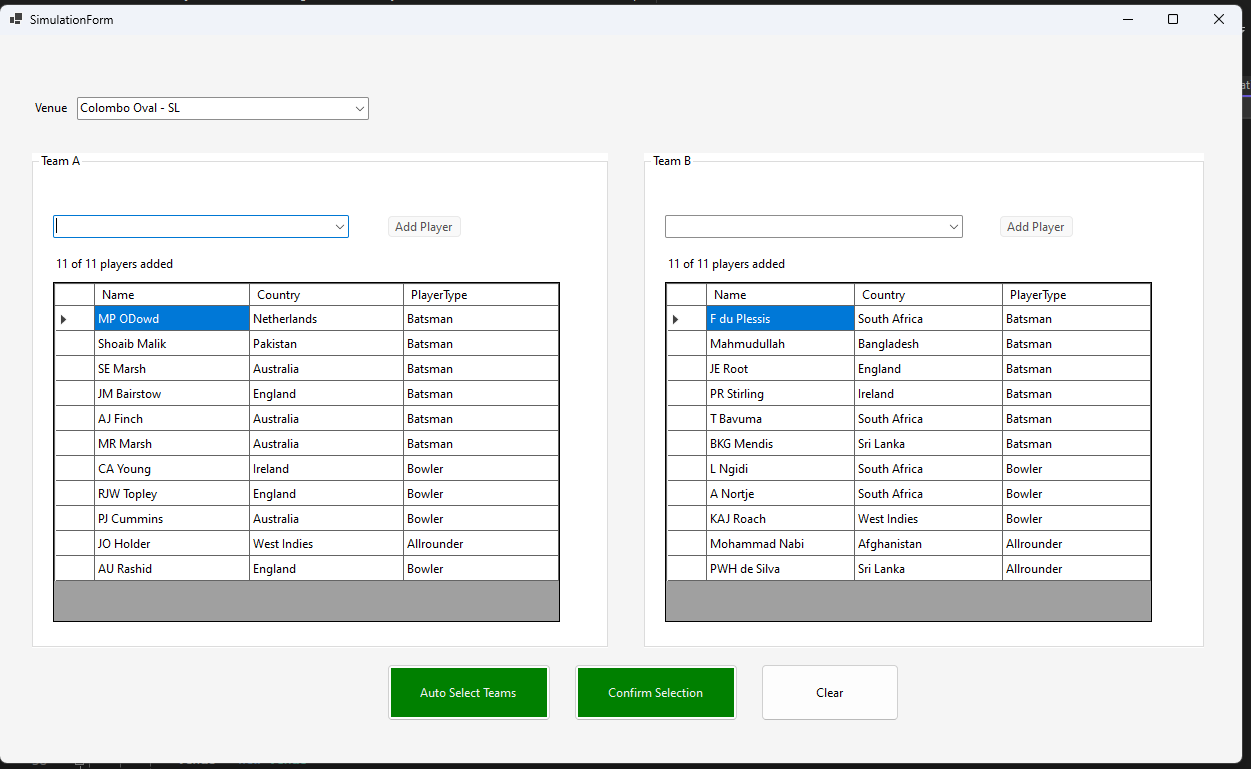 SimulationForm
Venue Colombo Oval - SL
Team A
Add Player
11 of 11 players added
Name Country PlayerType
MP ODowd Netherlands Batsman
Shoaib Malik Pakistan Batsman
SE Marsh Australia Batsman
JM Bairstow England Batsman
AJ Finch Australia Batsman
MR Marsh Australia Batsman
CA Young Ireland Bowler
RJW Topley England Bowler
PJ Cummins Australia Bowler
JO Holder West Indies Allrounder
AU Rashid England Bowler
Team B
Add Player
11 of 11 players added
Name Country PlayerType
F du Plessis South Africa Batsman
Mahmudullah Bangladesh Batsman
JE Root England Batsman
PR Stirling Ireland Batsman
T Bavuma South Africa Batsman
BKG Mendis Sri Lanka Batsman
L Ngidi South Africa Bowler
A Nortje South Africa Bowler
KAJ Roach West Indies Bowler
Mohammad Nabi Afghanistan Allrounder
PWH de Silva Sri Lanka Allrounder
Auto Select Teams Confirm Selection Clear